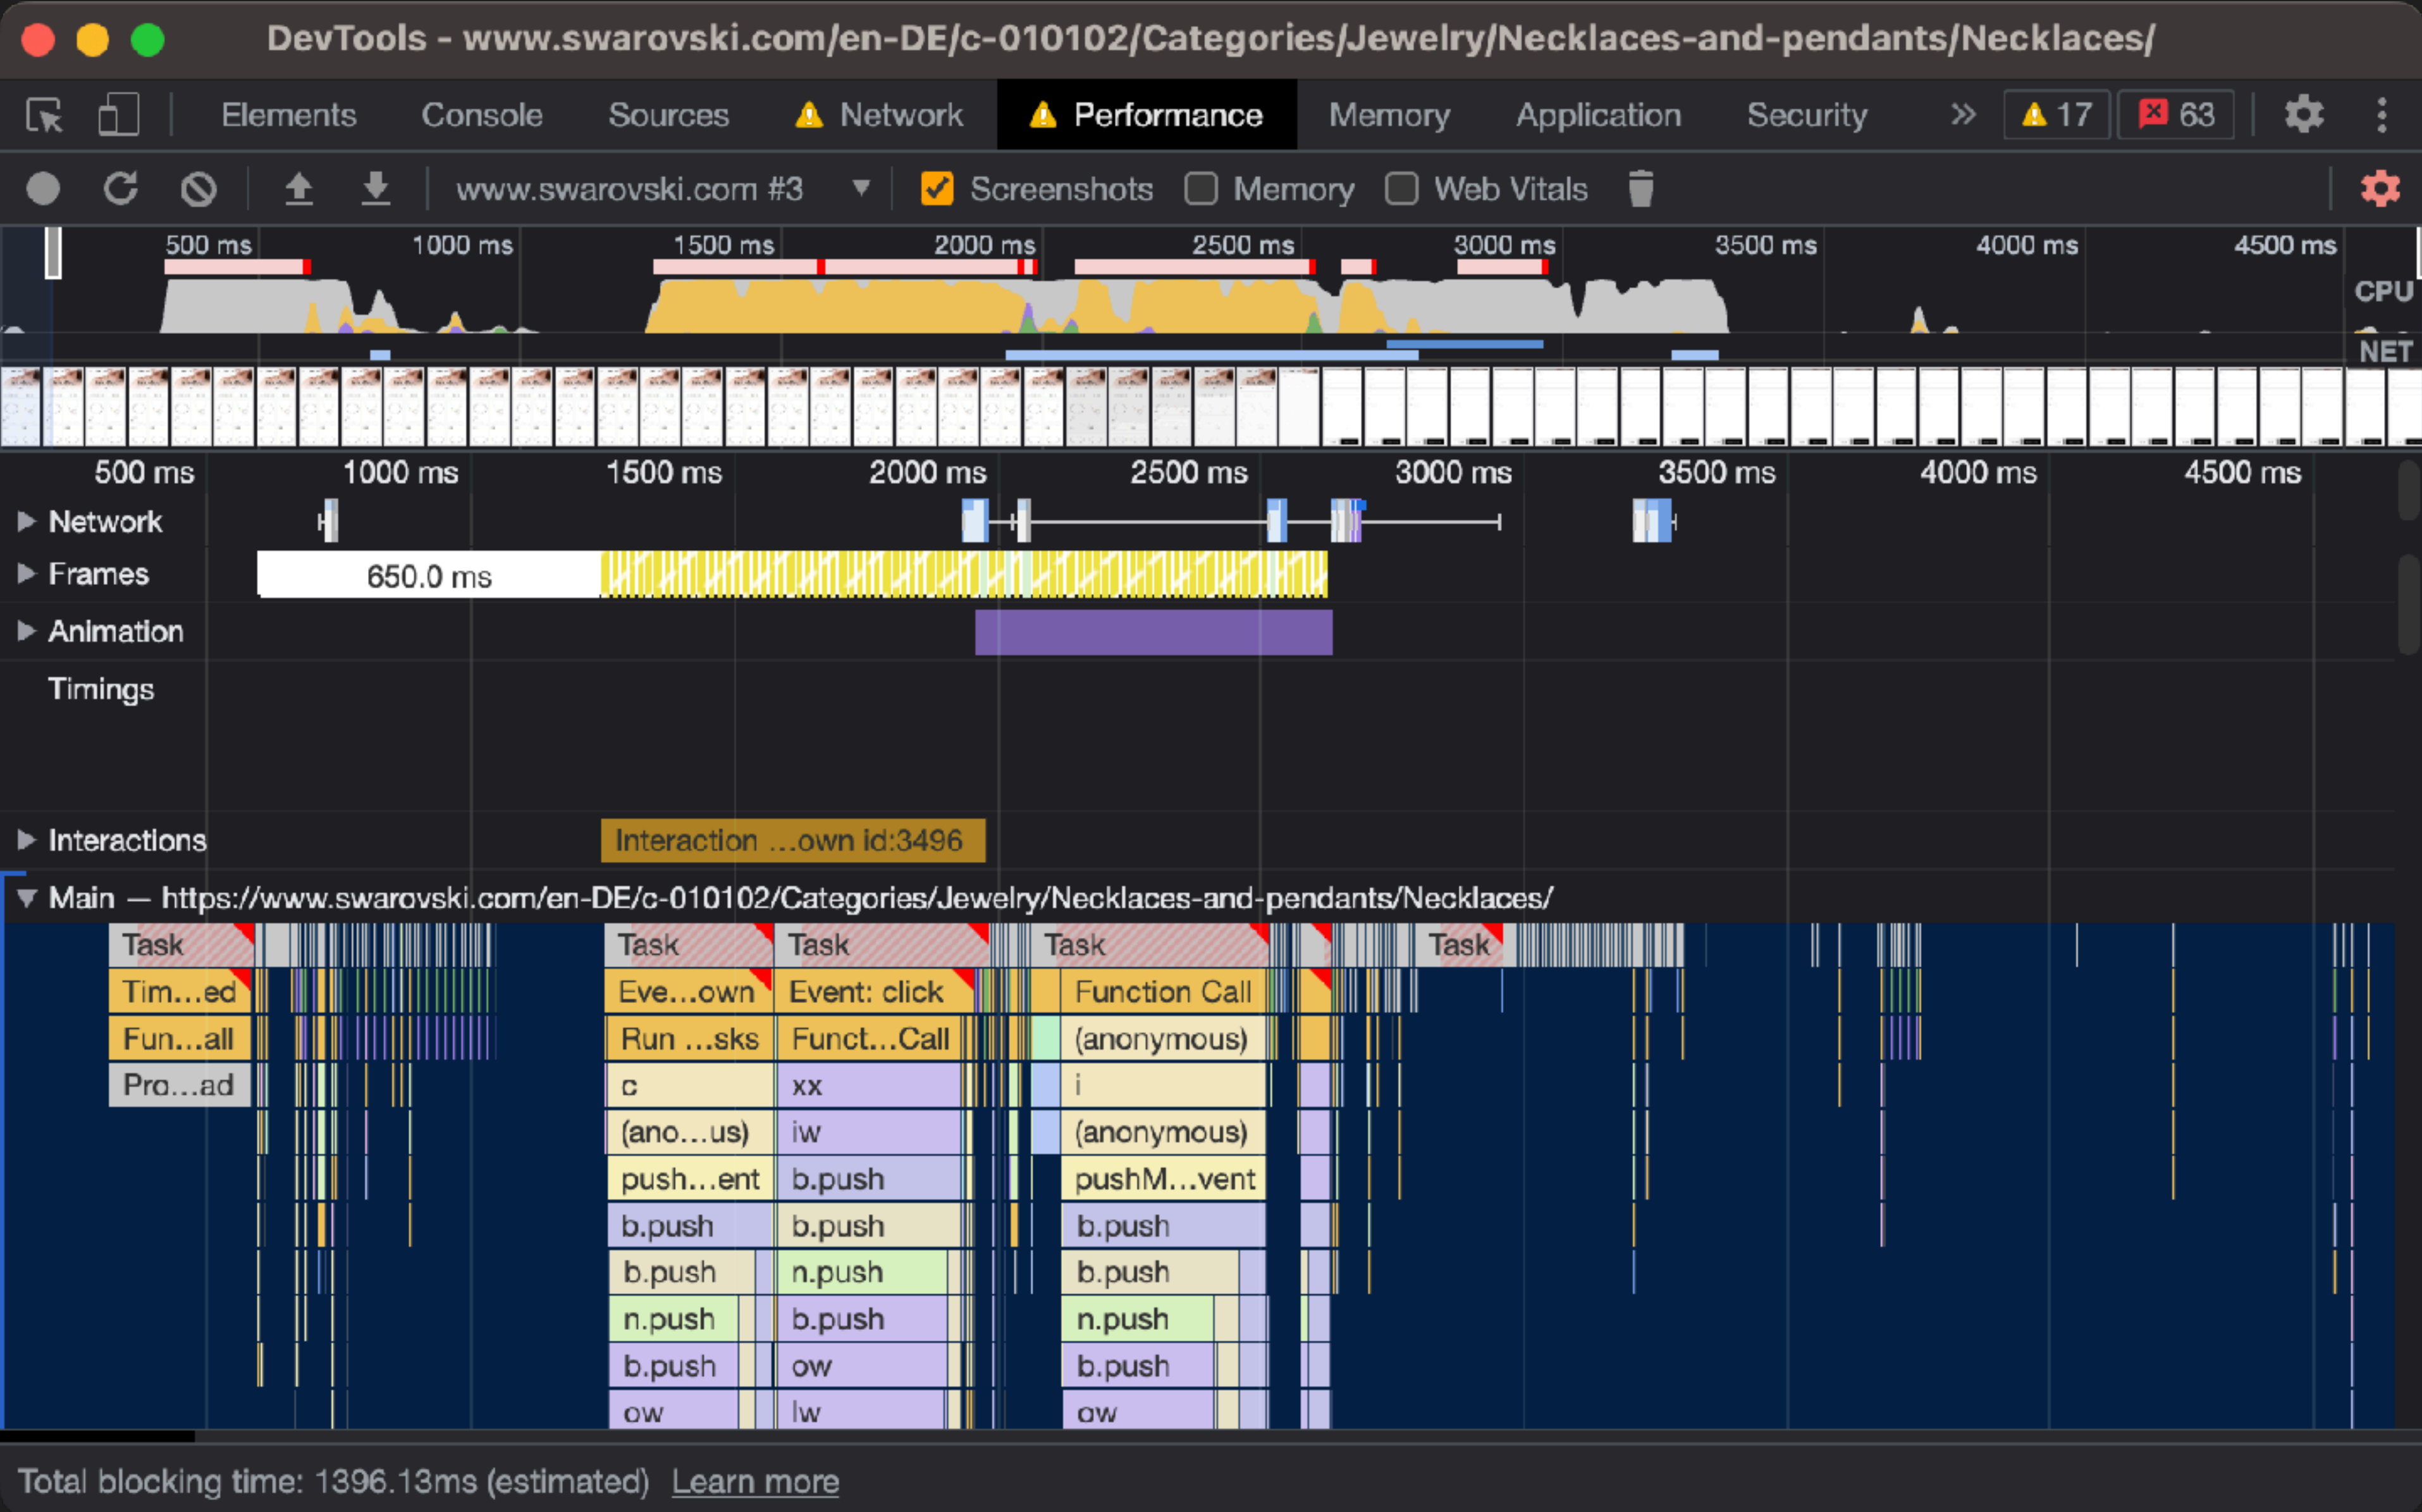 DevTools - www.swarovski.com/en-DE/c-010102/Categories/Jewelry/Necklaces-and-pendants/Necklaces/
Elements Console Sources Network Performance Memory Application Security 17 63
www.swarovski.com #3 Screenshots Memory Web Vitals
500 ms 1000 ms 1500 ms 2000 ms 2500 ms 3000 ms 3500 ms 4000 ms 4500 ms
CPU
NET
500 ms 1000 ms 1500 ms 2000 ms 2500 ms 3000 ms 3500 ms 4000 ms 4500 ms
Network
Frames 650.0 ms
Animation
Timings
Interactions Interaction ...own id:3496
Main — https://www.swarovski.com/en-DE/c-010102/Categories/Jewelry/Necklaces-and-pendants/Necklaces/
Task Task Task Task Task
Tim...ed Eve...own Event: click Function Call
Fun...all Run ...sks Funct...Call (anonymous)
Pro...ad c xx i
(ano...us) iw (anonymous)
push...ent b.push pushM...vent
b.push b.push b.push
b.push n.push b.push
n.push b.push n.push
b.push ow b.push
ow lw ow
Total blocking time: 1396.13ms (estimated) Learn more